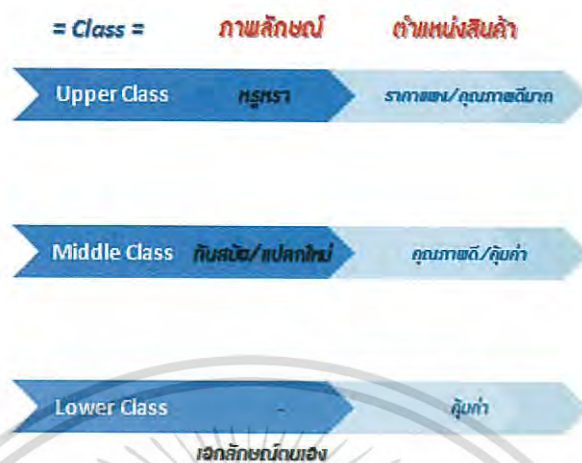 = Class = ภาพลักษณ์ ตำแหน่งสินค้า
Upper Class หรูหรา ราคาแพง/คุณภาพดีมาก
Middle Class ทันสมัย/แปลกใหม่ คุณภาพดี/คุ้มค่า
Lower Class - คุ้มค่า
เอกลักษณ์ตนเอง